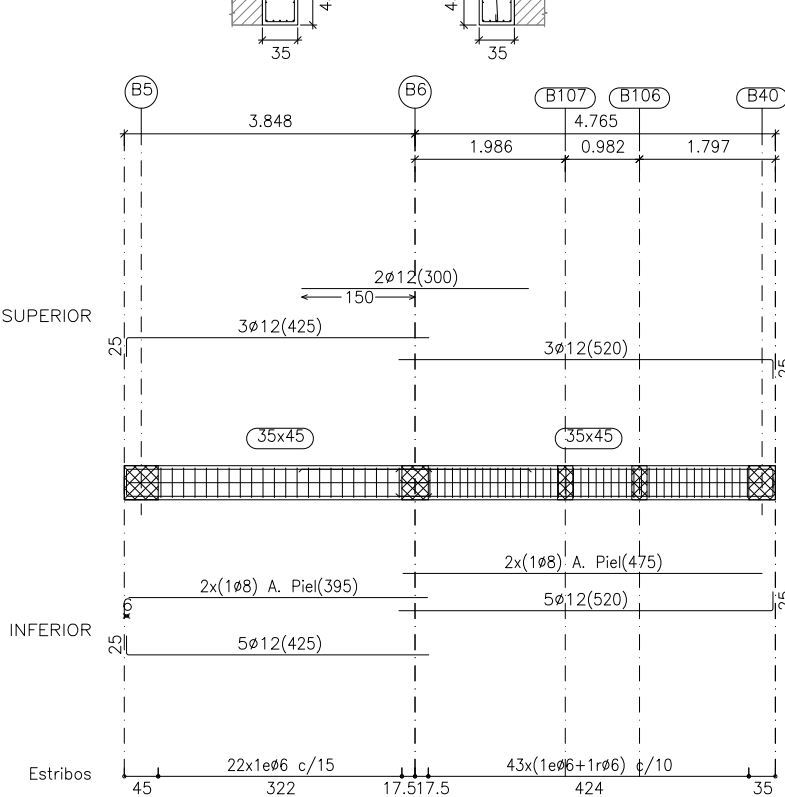 4
4
35
35
B5
B6
B107
B106
B40
3.848
4.765
1.986
0.982
1.797
2ø12(300)
150
SUPERIOR
3ø12(425)
25
3ø12(520)
25
35x45
35x45
2x(1ø8) A. Piel(475)
2x(1ø8) A. Piel(395)
5ø12(520)
25
6
INFERIOR
25
5ø12(425)
Estribos
22x1eø6 c/15
43x(1eø6+1rø6) c/10
45
322
17.5
17.5
424
35